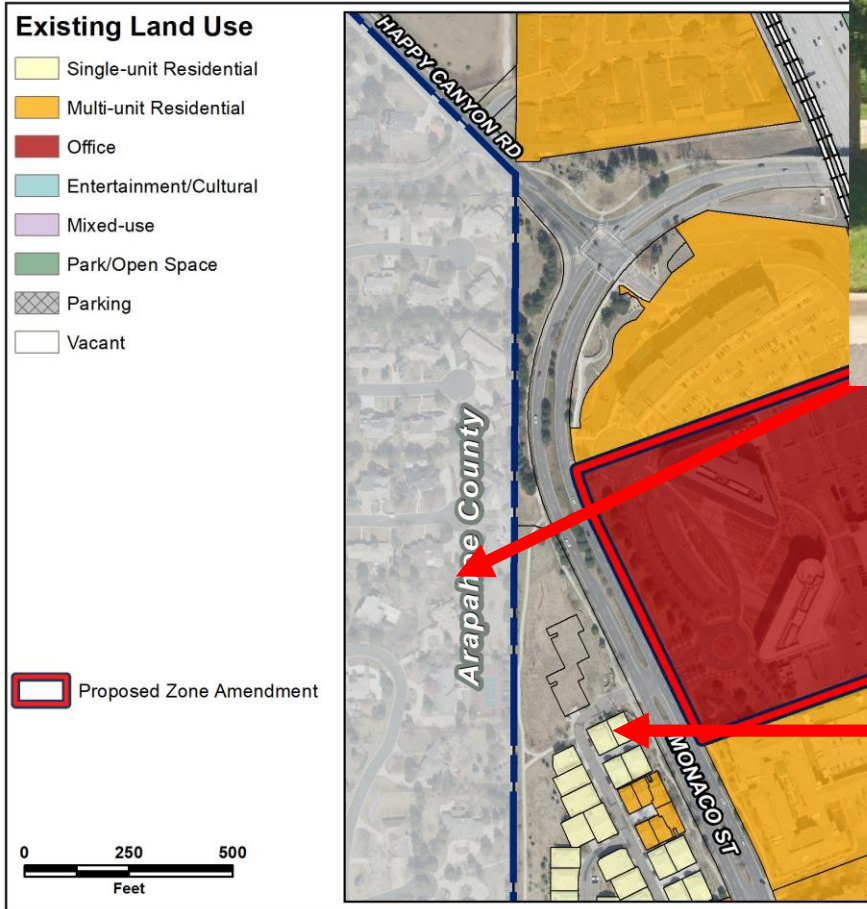 Existing Land Use
Single-unit Residential
Multi-unit Residential
Office
Entertainment/Cultural
Mixed-use
Park/Open Space
Parking
Vacant
Proposed Zone Amendment
0 250 500
Feet
HAPPY CANYON RD
Arapahoe County
MONACO ST